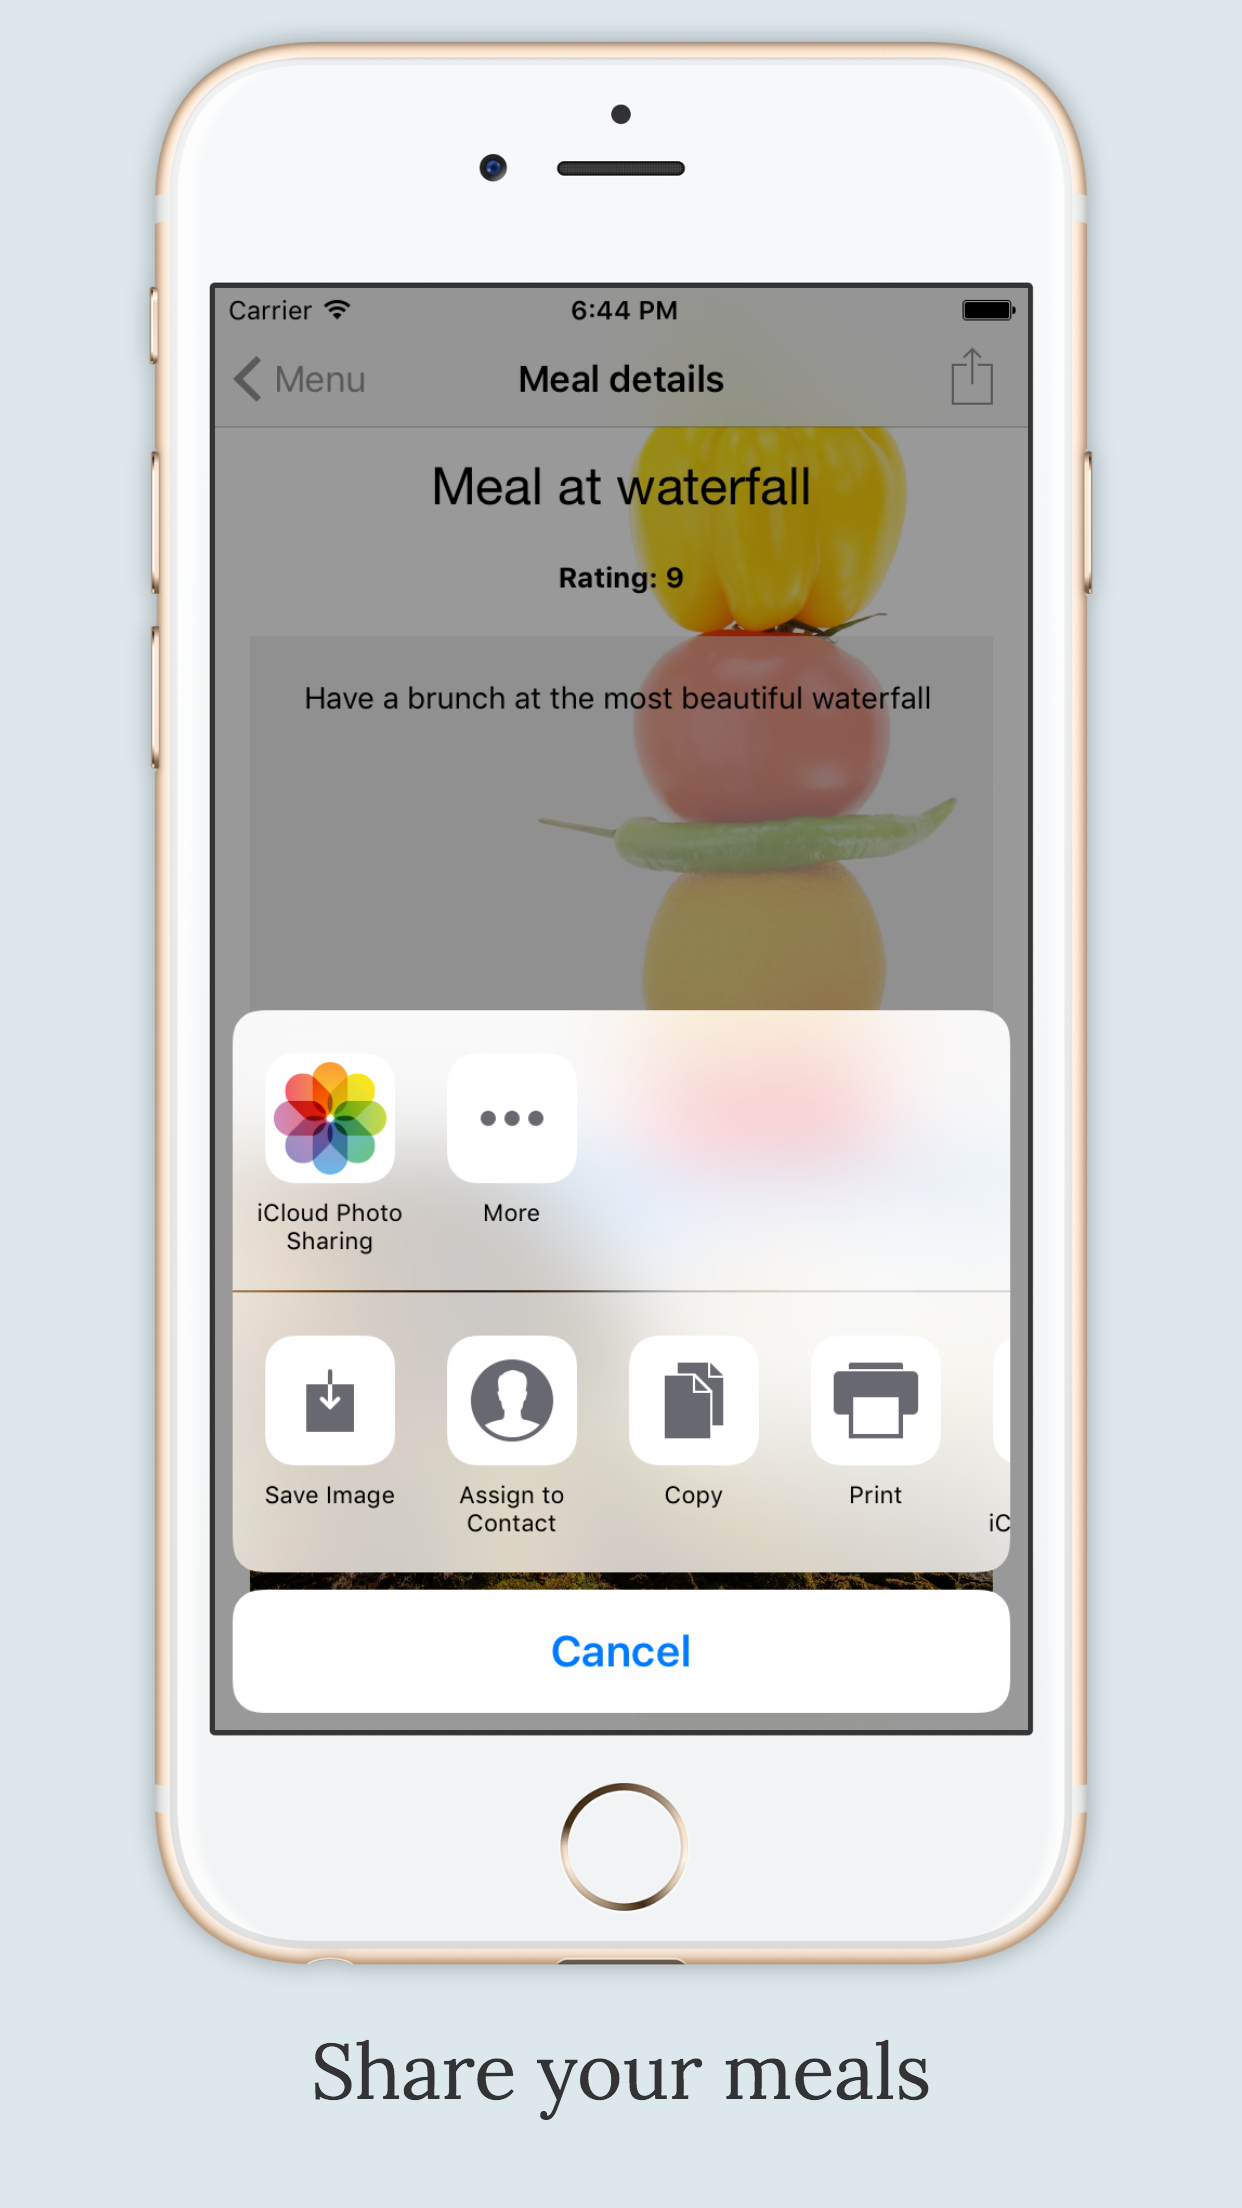 Carrier 6:44 PM
Menu Meal details
Meal at waterfall
Rating: 9
Have a brunch at the most beautiful waterfall
iCloud Photo
Sharing
More
Save Image
Assign to
Contact
Copy
Print
iC
Cancel
Share your meals